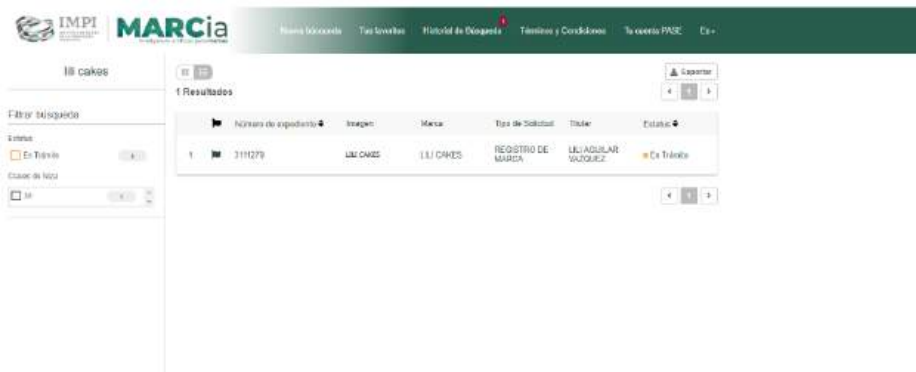 IMPI
MARCia
Nueva búsqueda Tus favoritos Historial de Búsqueda Términos y Condiciones Tu cuenta PASE Es
lili cakes
Exportar
1 Resultados
1
Filtrar búsqueda
Número de expediente Imagen Marca Tipo de Solicitud Titular Estatus
Estatus
En Trámite
1 3111279 LILI CAKES LILI CAKES REGISTRO DE MARCA LILI AGUILAR VAZQUEZ En Trámite
Clases de Niza
1